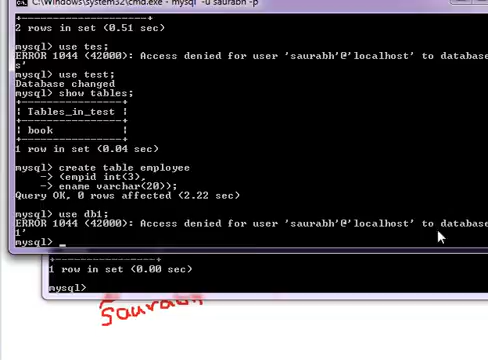 C:\Windows\system32\cmd.exe - mysql -u saurabh -p
2 rows in set (0.51 sec)
mysql> use tes;
ERROR 1044 (42000): Access denied for user 'saurabh'@'localhost' to database
s'
mysql> use test;
Database changed
mysql> show tables;
+----------------+
| Tables_in_test |
+----------------+
| book           |
+----------------+
1 row in set (0.04 sec)
mysql> create table employee
-> (empid int(3),
-> ename varchar(20));
Query OK, 0 rows affected (2.22 sec)
mysql> use db1;
ERROR 1044 (42000): Access denied for user 'saurabh'@'localhost' to database
1'
mysql> _
1 row in set (0.00 sec)
mysql>
saurabh